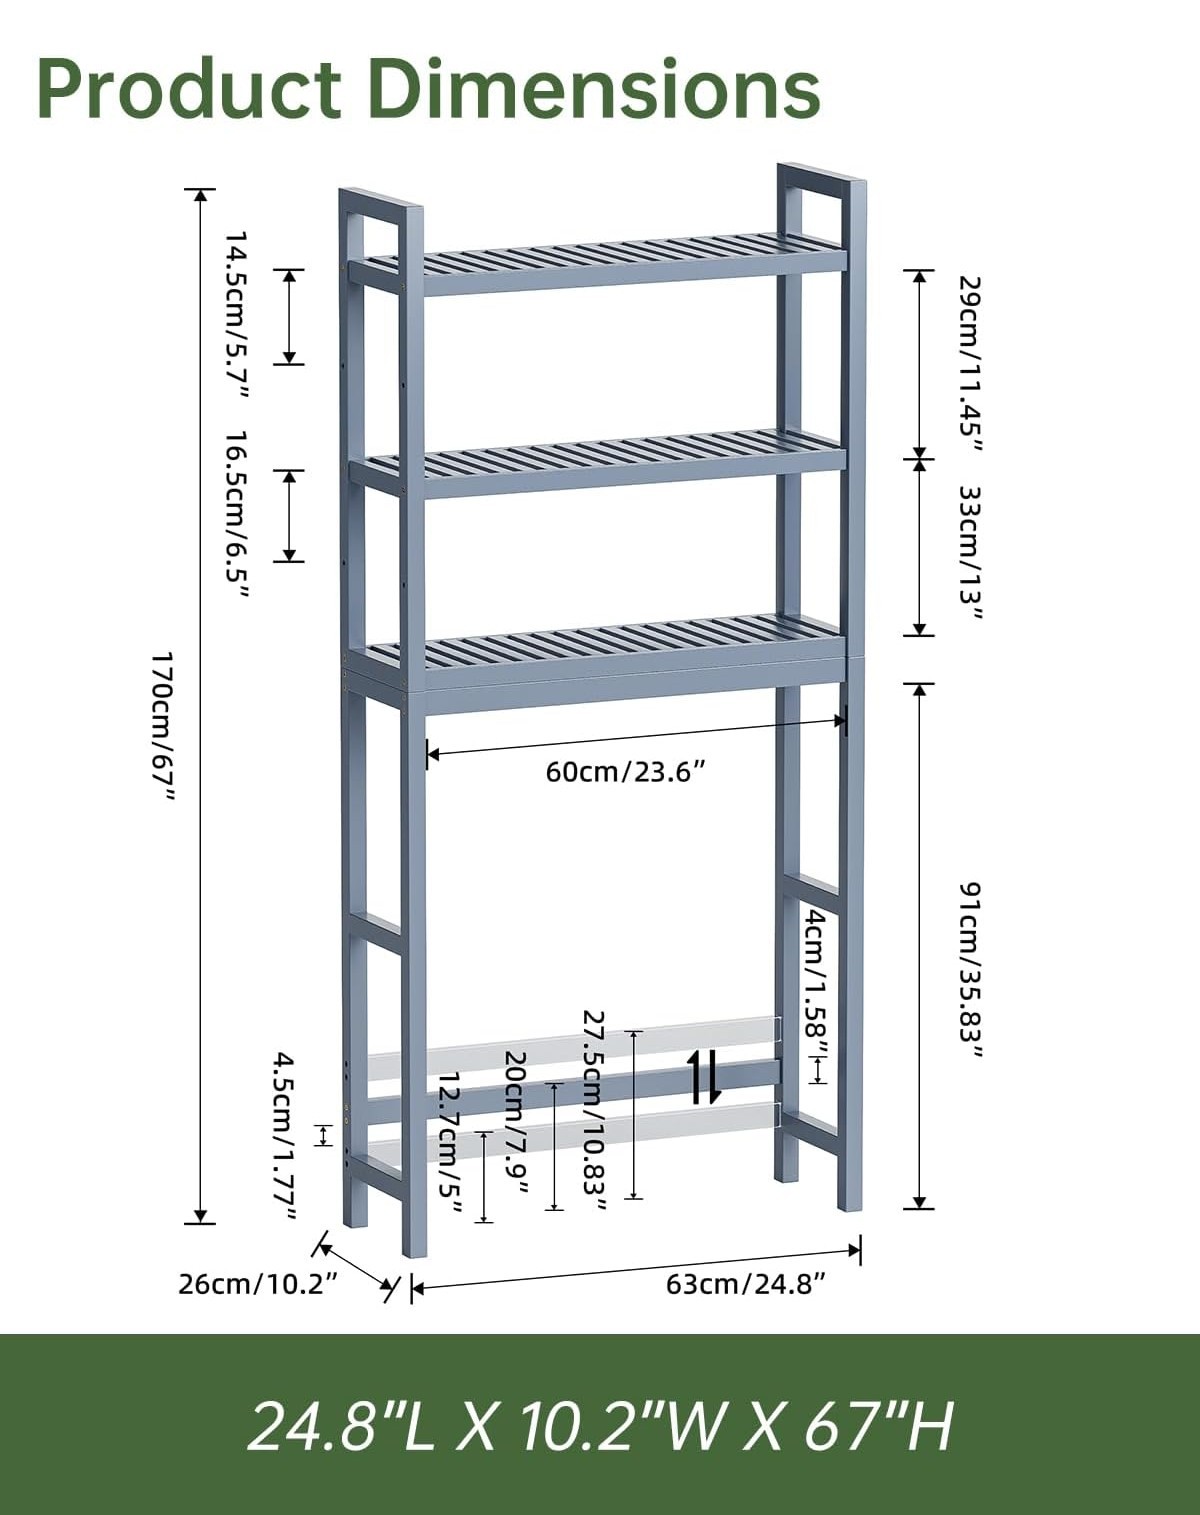 Product Dimensions
14.5cm/5.7”
29cm/11.45”
16.5cm/6.5”
33cm/13”
170cm/67”
60cm/23.6”
91cm/35.83”
4cm/1.58”
27.5cm/10.83”
20cm/7.9”
12.7cm/5”
4.5cm/1.77”
26cm/10.2”
63cm/24.8”
24.8”L X 10.2”W X 67”H